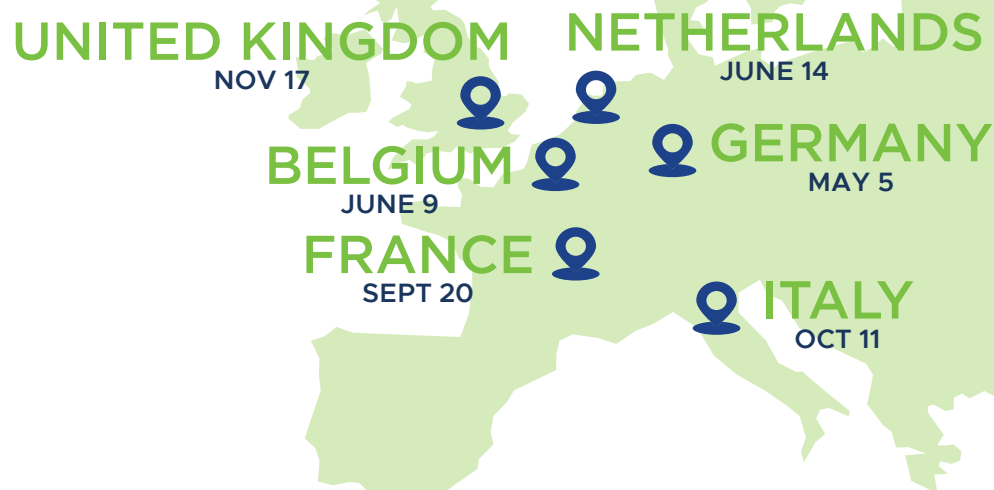 UNITED KINGDOM
NOV 17
NETHERLANDS
JUNE 14
BELGIUM
JUNE 9
GERMANY
MAY 5
FRANCE
SEPT 20
ITALY
OCT 11